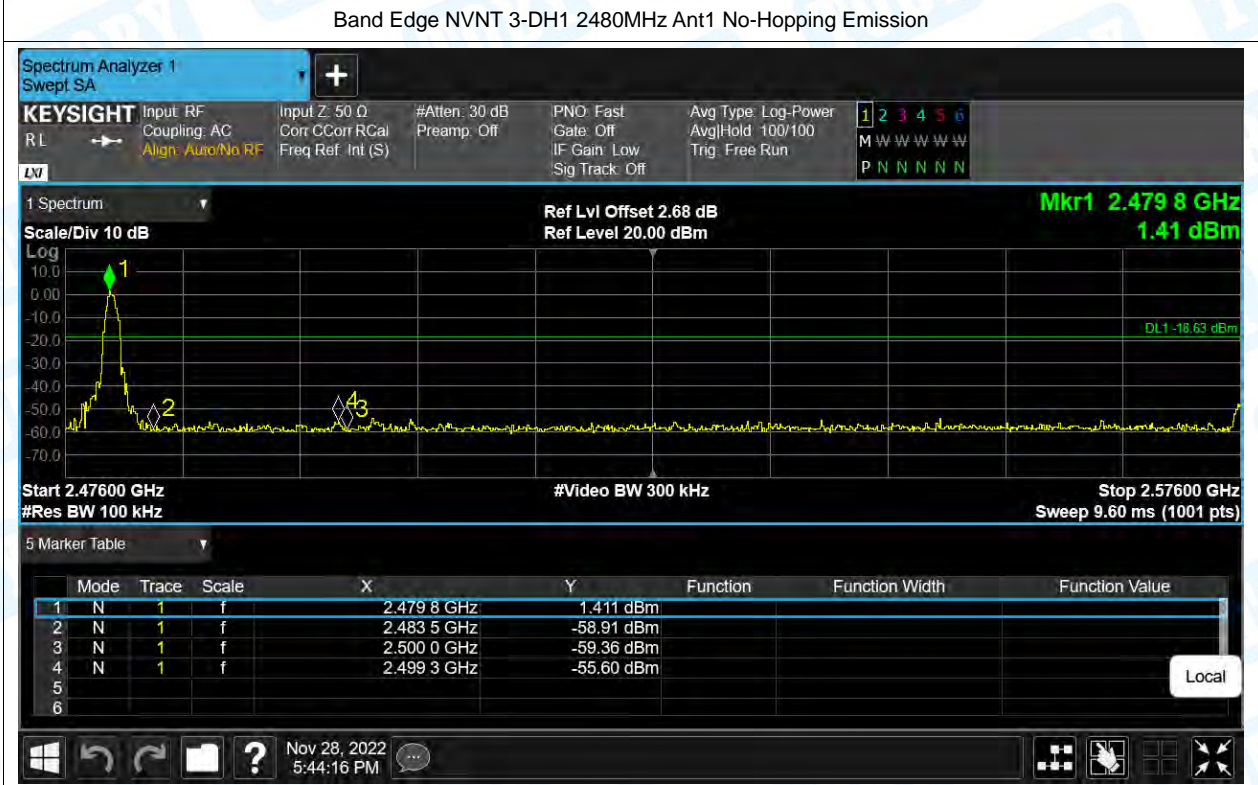 Band Edge NVNT 3-DH1 2480MHz Ant1 No-Hopping Emission
Spectrum Analyzer 1
Swept SA
+
KEYSIGHT Input: RF Input Z: 50 Ω #Atten: 30 dB PNO: Fast Avg Type: Log-Power 1 2 3 4 5 6
R L Coupling: AC Corr CCorr RCal Preamp: Off Gate: Off Avg|Hold: 100/100 M W W W W W
Align: Auto/No RF Freq Ref: Int (S) IF Gain: Low Trig: Free Run
LXI Sig Track: Off P N N N N N
1 Spectrum Ref Lvl Offset 2.68 dB Mkr1 2.479 8 GHz
Scale/Div 10 dB Ref Level 20.00 dBm 1.41 dBm
Log
10.0 1
0.00
-10.0
DL1 -18.63 dBm
-20.0
-30.0
-40.0
-50.0 2 4 3
-60.0
-70.0
Start 2.47600 GHz #Video BW 300 kHz Stop 2.57600 GHz
#Res BW 100 kHz Sweep 9.60 ms (1001 pts)
5 Marker Table
Mode Trace Scale X Y Function Function Width Function Value
1 N 1 f 2.479 8 GHz 1.411 dBm
2 N 1 f 2.483 5 GHz -58.91 dBm
3 N 1 f 2.500 0 GHz -59.36 dBm
4 N 1 f 2.499 3 GHz -55.60 dBm
5
6
Local
? Nov 28, 2022
5:44:16 PM